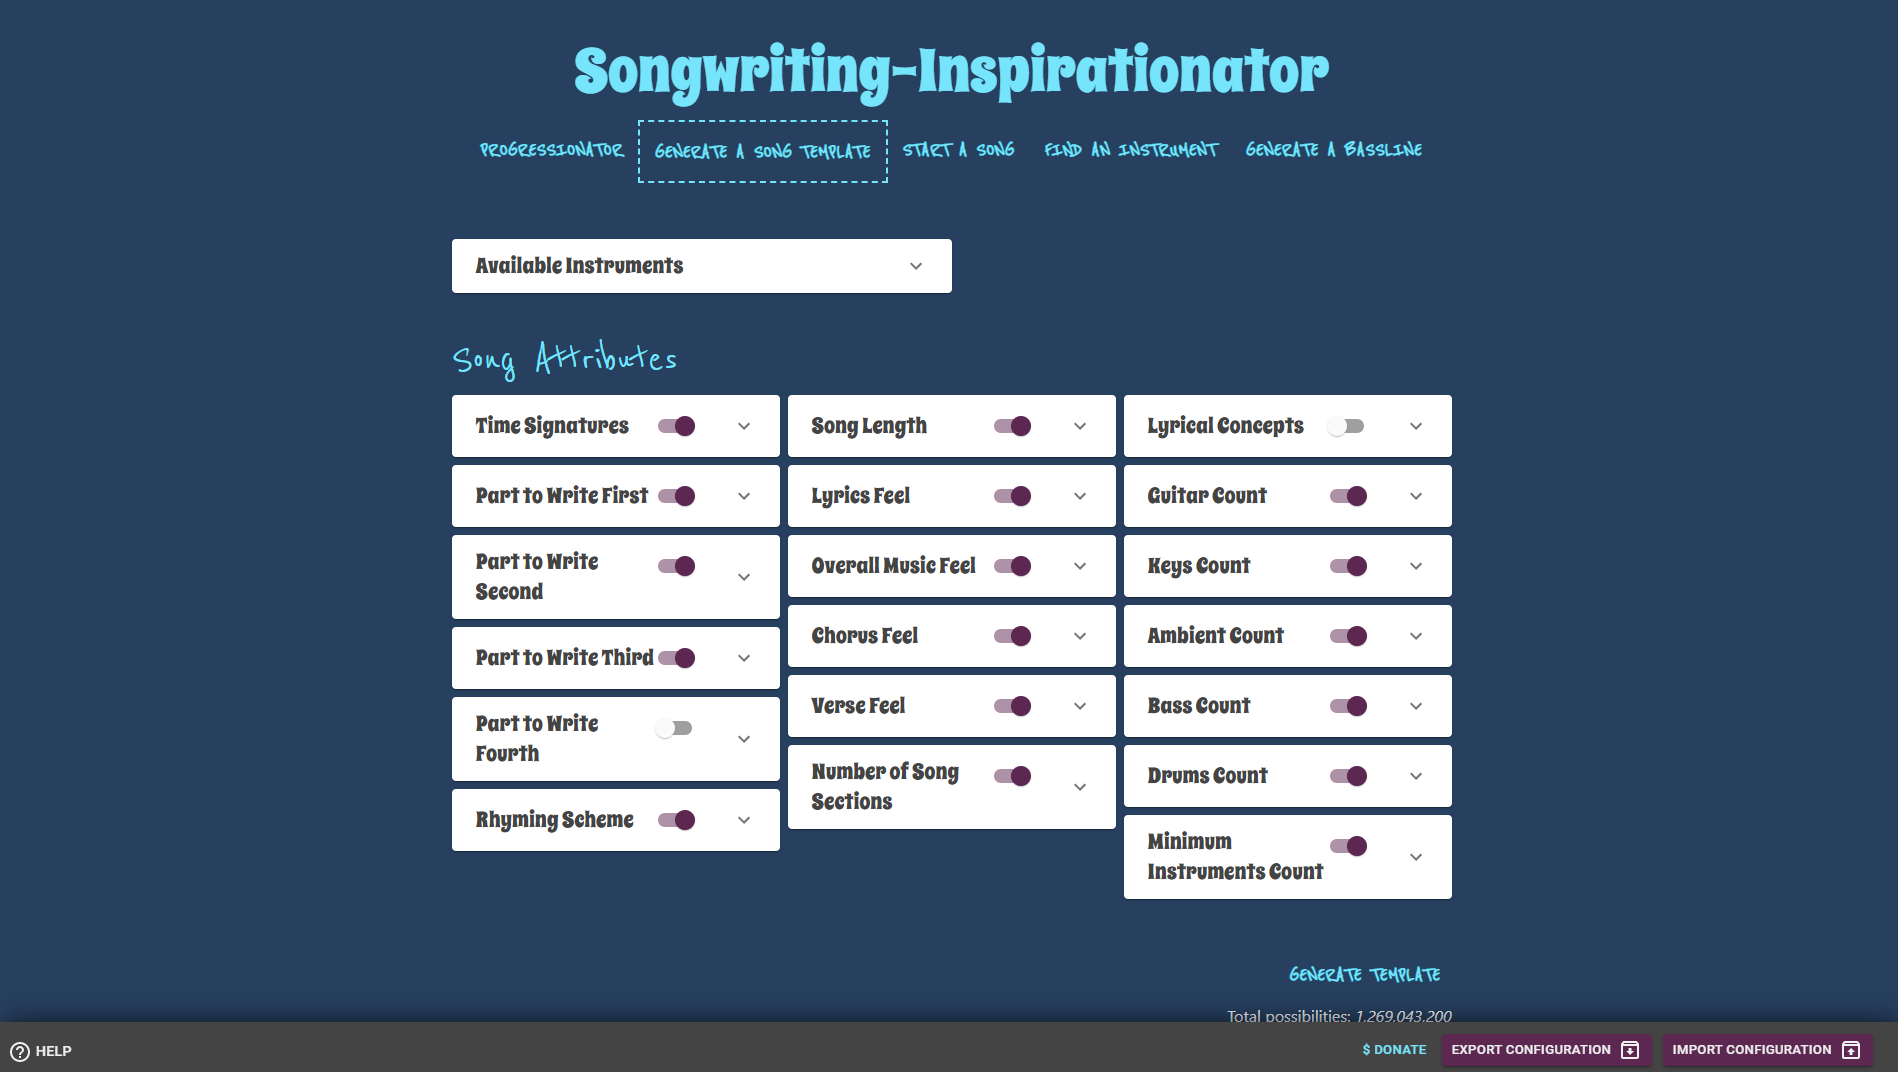 Songwriting-Inspirationator
PROGRESSIONATOR
GENERATE A SONG TEMPLATE
START A SONG
FIND AN INSTRUMENT
GENERATE A BASSLINE
Available Instruments
Song Attributes
Time Signatures
Part to Write First
Part to Write
Second
Part to Write Third
Part to Write
Fourth
Rhyming Scheme
Song Length
Lyrics Feel
Overall Music Feel
Chorus Feel
Verse Feel
Number of Song
Sections
Lyrical Concepts
Guitar Count
Keys Count
Ambient Count
Bass Count
Drums Count
Minimum
Instruments Count
GENERATE TEMPLATE
Total possibilities: 1,269,043,200
? HELP
$ DONATE
EXPORT CONFIGURATION
IMPORT CONFIGURATION